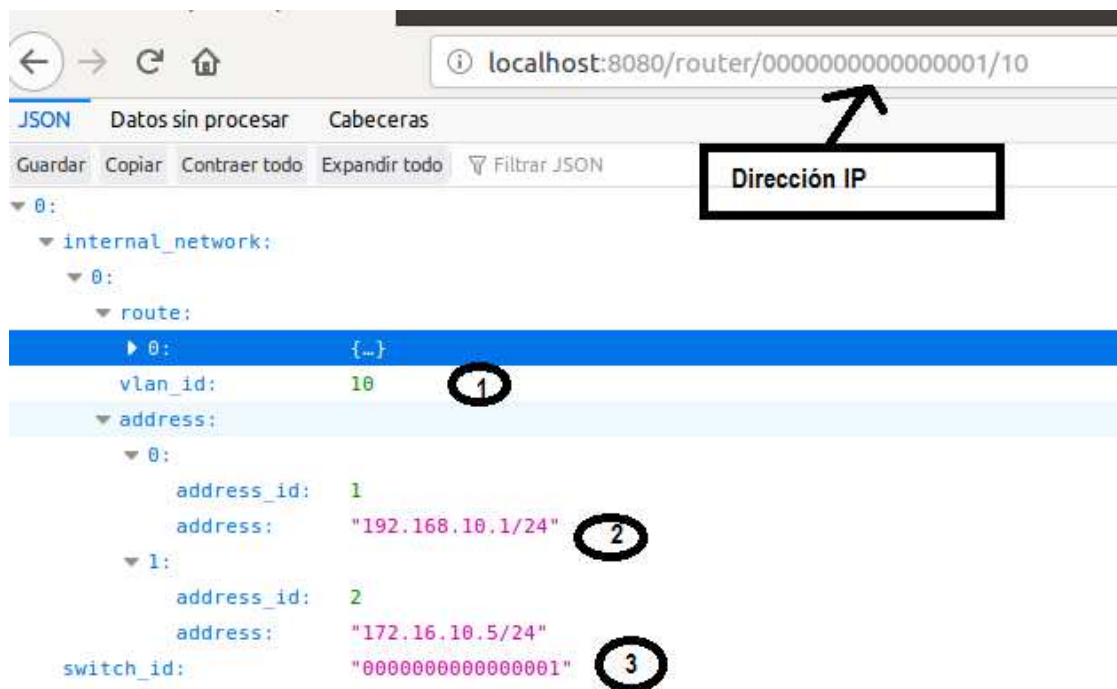 localhost:8080/router/0000000000000001/10
JSON Datos sin procesar Cabeceras
Guardar Copiar Contraer todo Expandir todo Filtrar JSON
Dirección IP
0:
internal_network:
0:
route:
0: {…}
vlan_id: 10 1
address:
0:
address_id: 1
address: "192.168.10.1/24" 2
1:
address_id: 2
address: "172.16.10.5/24"
switch_id: "0000000000000001" 3